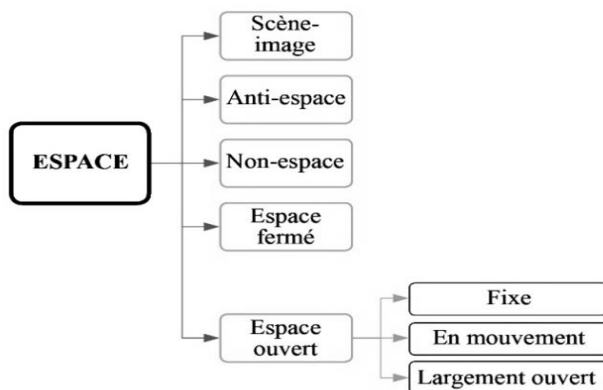 Scène-
image
Anti-espace
ESPACE
Non-espace
Espace
fermé
Espace
ouvert
Fixe
En mouvement
Largement ouvert